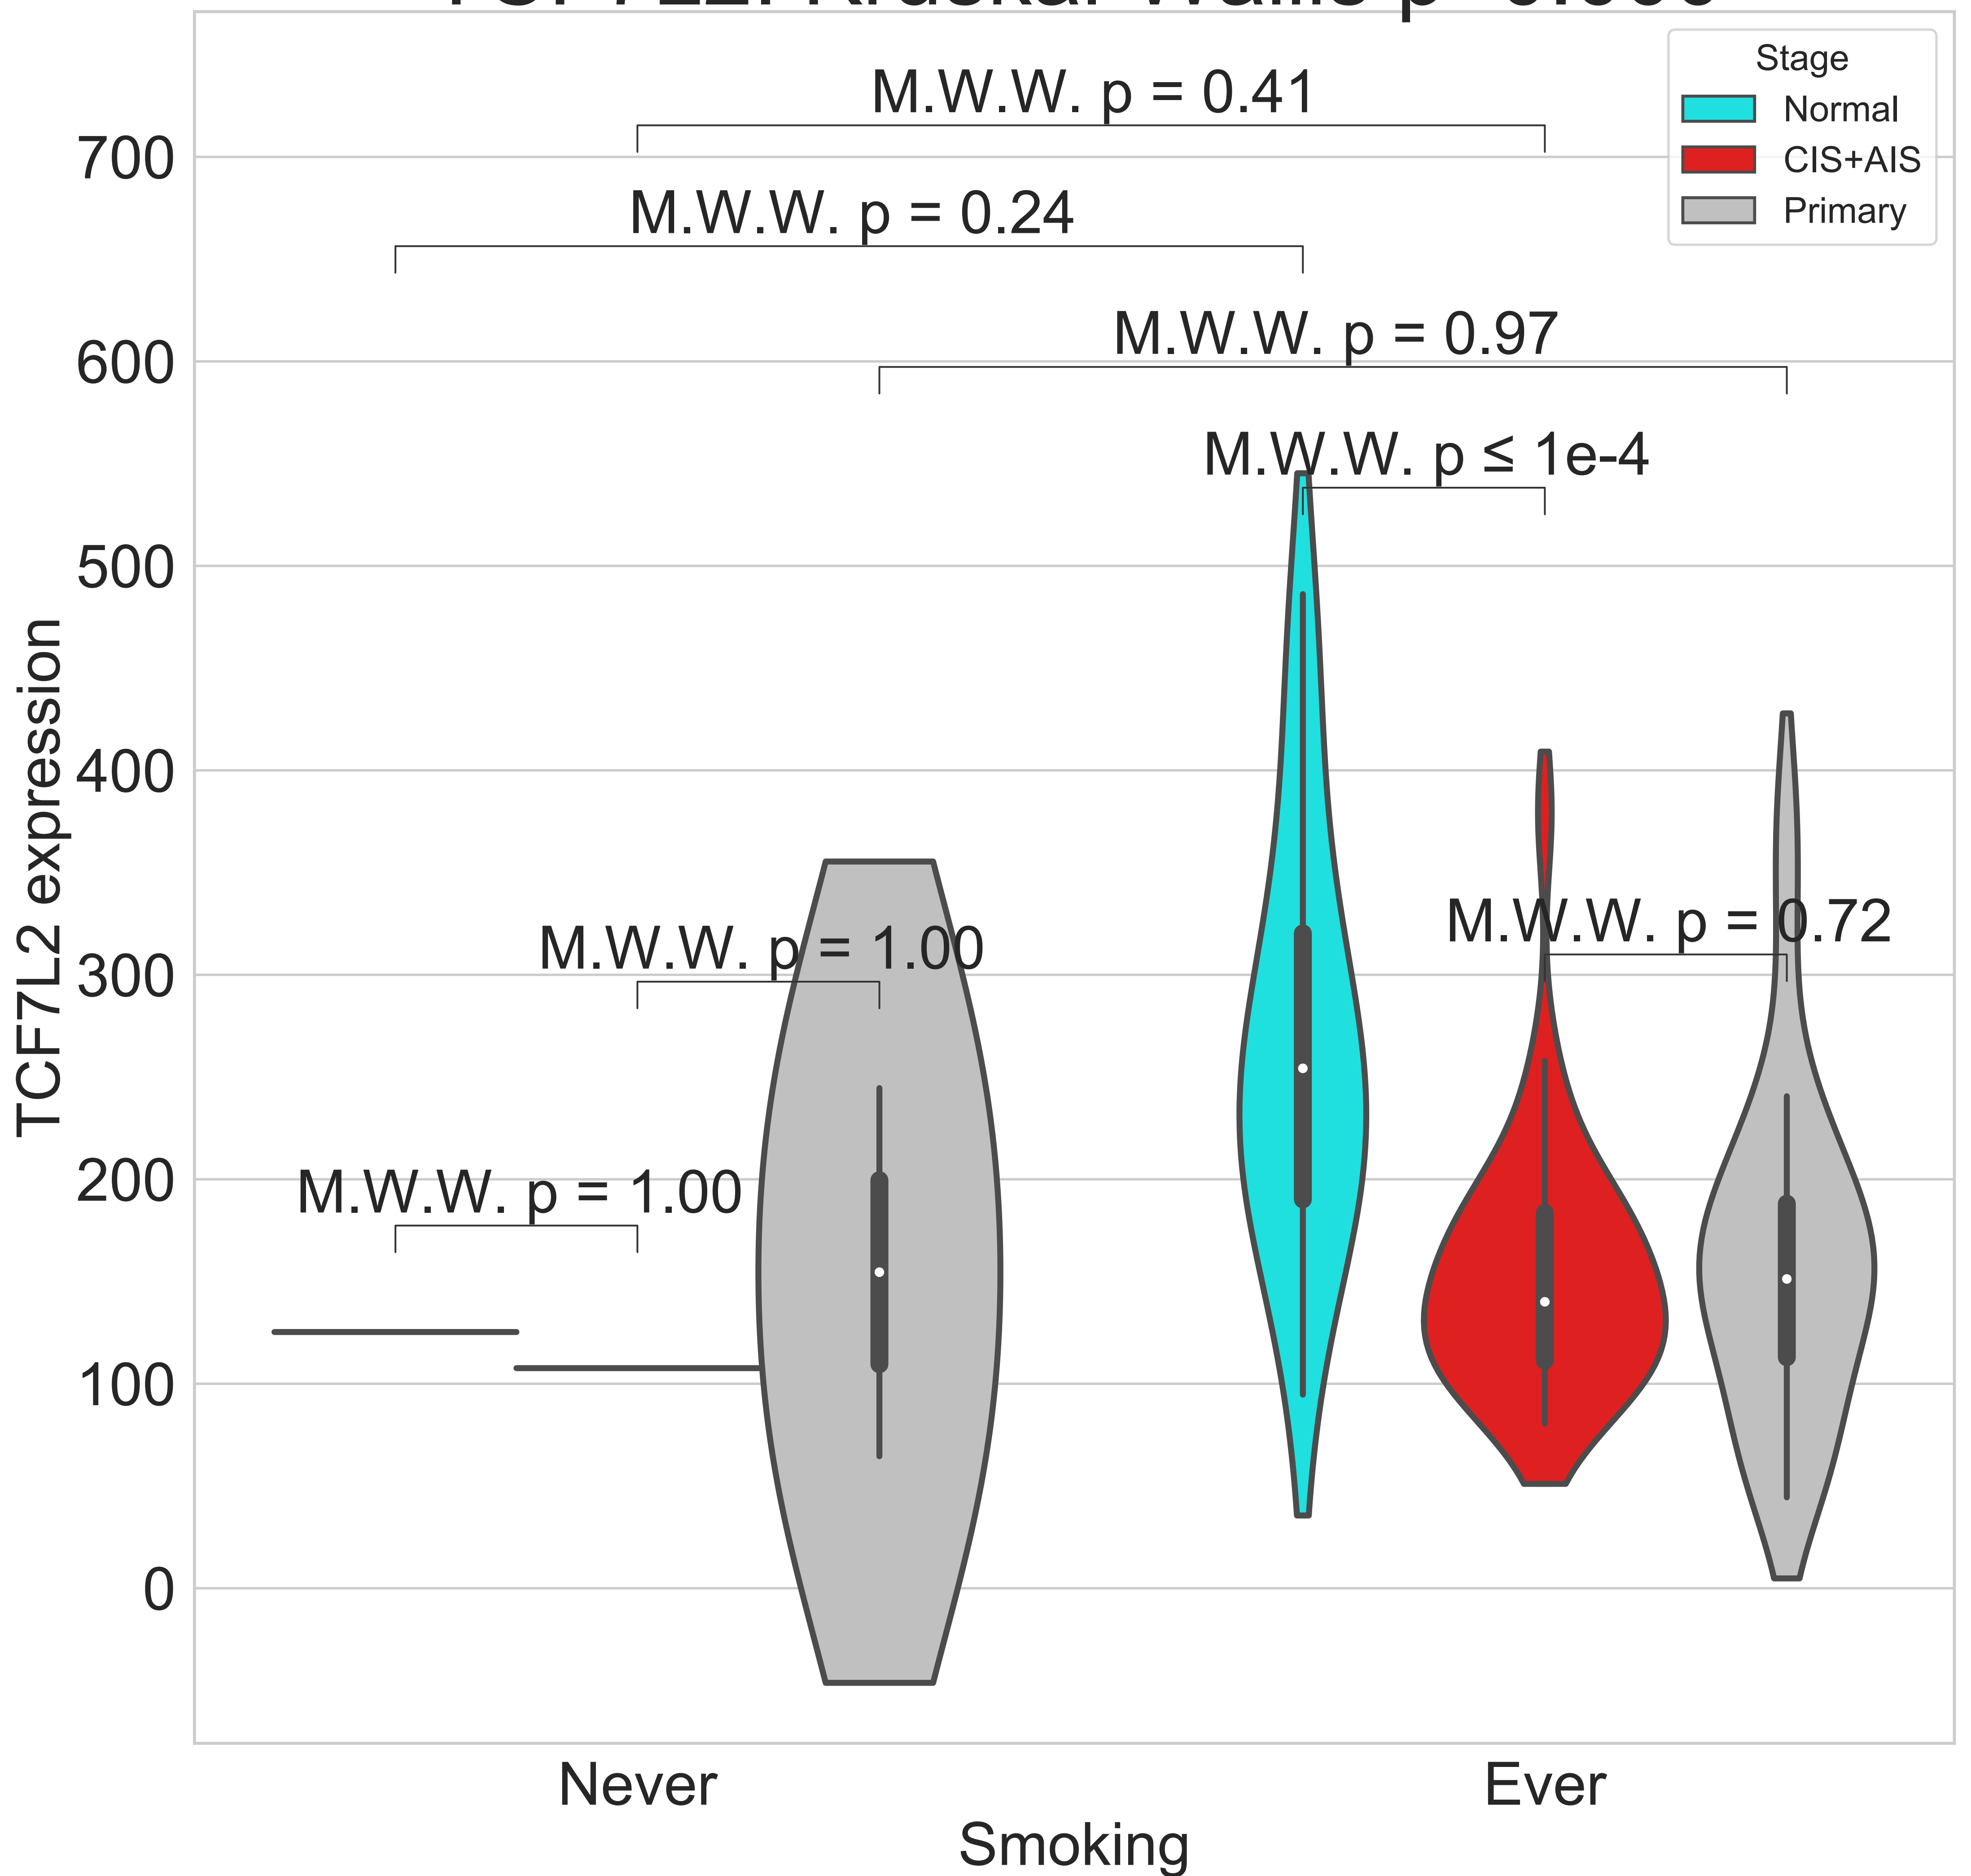 Stage
Normal
CIS+AIS
Primary
M.W.W. p = 0.41
M.W.W. p = 0.24
M.W.W. p = 0.97
M.W.W. p ≤ 1e-4
M.W.W. p = 1.00
M.W.W. p = 0.72
M.W.W. p = 1.00
700
600
500
400
300
200
100
0
TCF7L2 expression
Never
Ever
Smoking